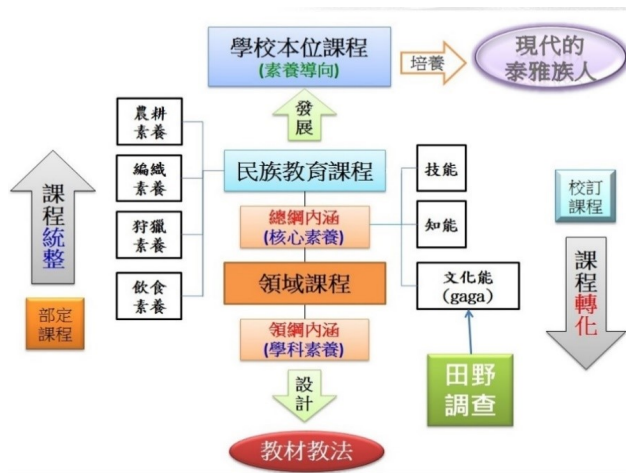 學校本位課程
(素養導向)
培養
現代的
泰雅族人
發
展
農耕
素養
編織
素養
狩獵
素養
飲食
素養
民族教育課程
總綱內涵
(核心素養)
領域課程
領綱內涵
(學科素養)
技能
知能
文化能
(gaga)
田野
調查
設
計
教材教法
課程統整
部定
課程
校訂
課程
課程轉化